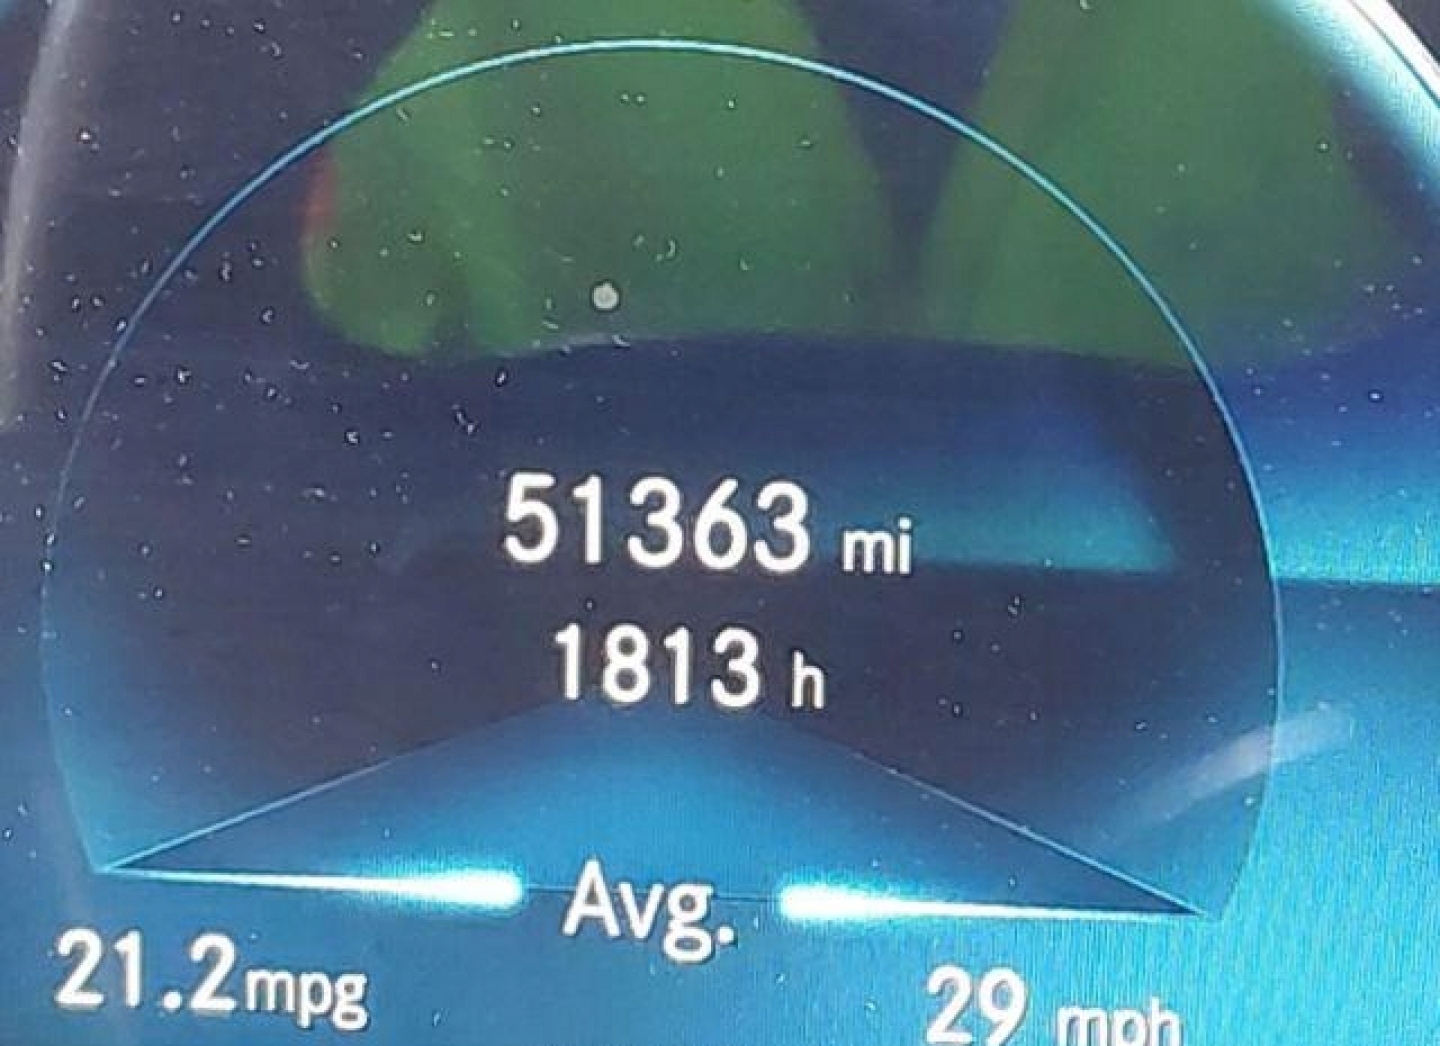 51363 mi
1813 h
Avg.
21.2mpg
29 mph